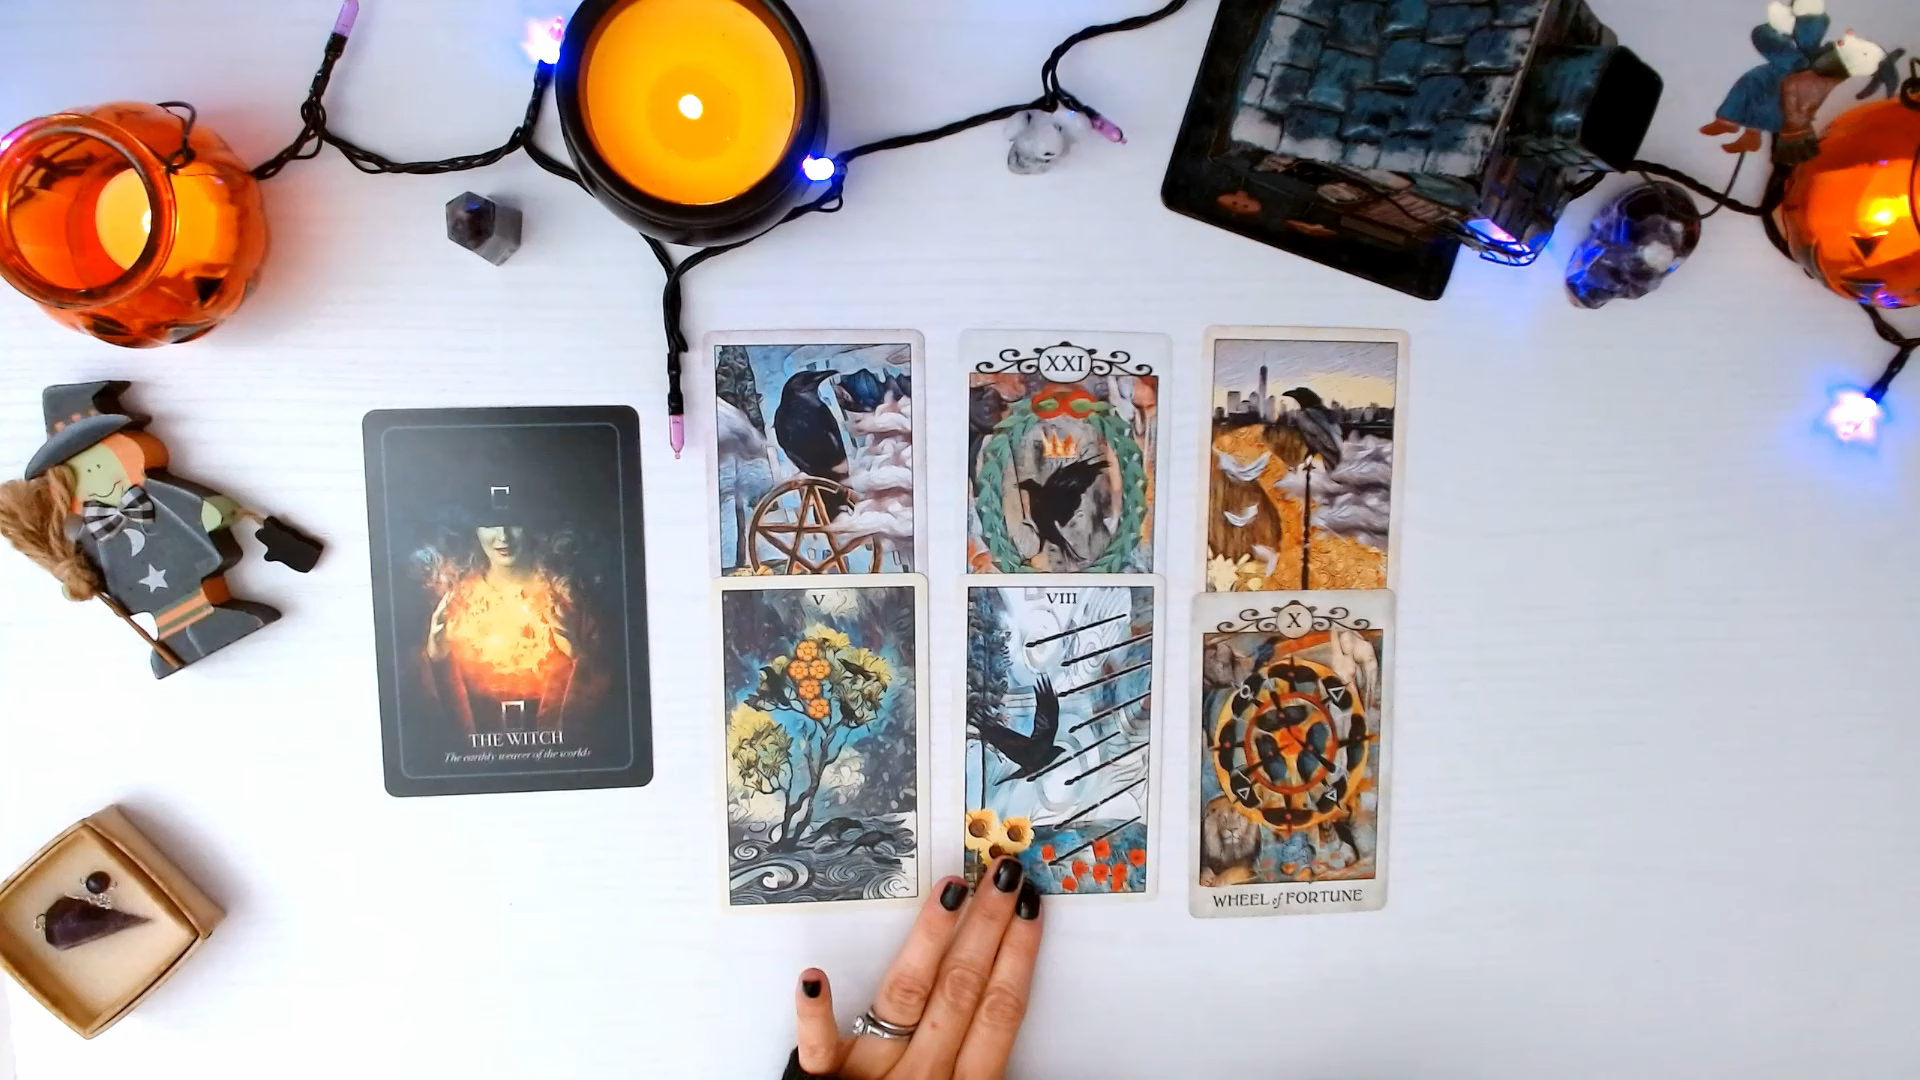 XXI
V
VIII
X
WHEEL of FORTUNE
THE WITCH
The earthly weaver of the worlds